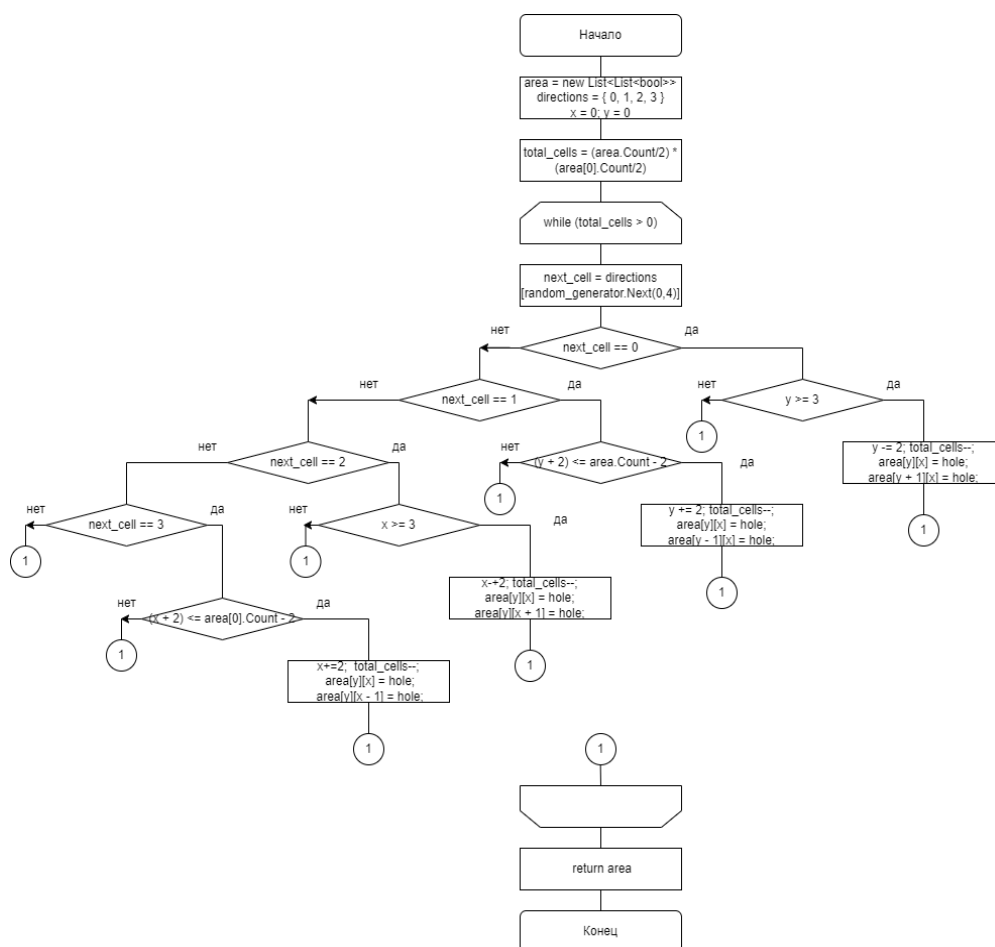 Начало
area = new List<List<bool>>
directions = { 0, 1, 2, 3 }
x = 0; y = 0
total_cells = (area.Count/2) *
(area[0].Count/2)
while (total_cells > 0)
next_cell = directions
[random_generator.Next(0,4)]
нет
да
next_cell == 0
нет
да
next_cell == 1
нет
да
y >= 3
1
нет
да
next_cell == 2
нет
да
(y + 2) <= area.Count - 2
y -= 2; total_cells--;
area[y][x] = hole;
area[y + 1][x] = hole;
1
1
нет
да
next_cell == 3
нет
да
x >= 3
y += 2; total_cells--;
area[y][x] = hole;
area[y - 1][x] = hole;
1
1
1
x-+2; total_cells--;
area[y][x] = hole;
area[y][x + 1] = hole;
1
нет
да
(x + 2) <= area[0].Count - 2
1
1
x+=2; total_cells--;
area[y][x] = hole;
area[y][x - 1] = hole;
1
1
return area
Конец